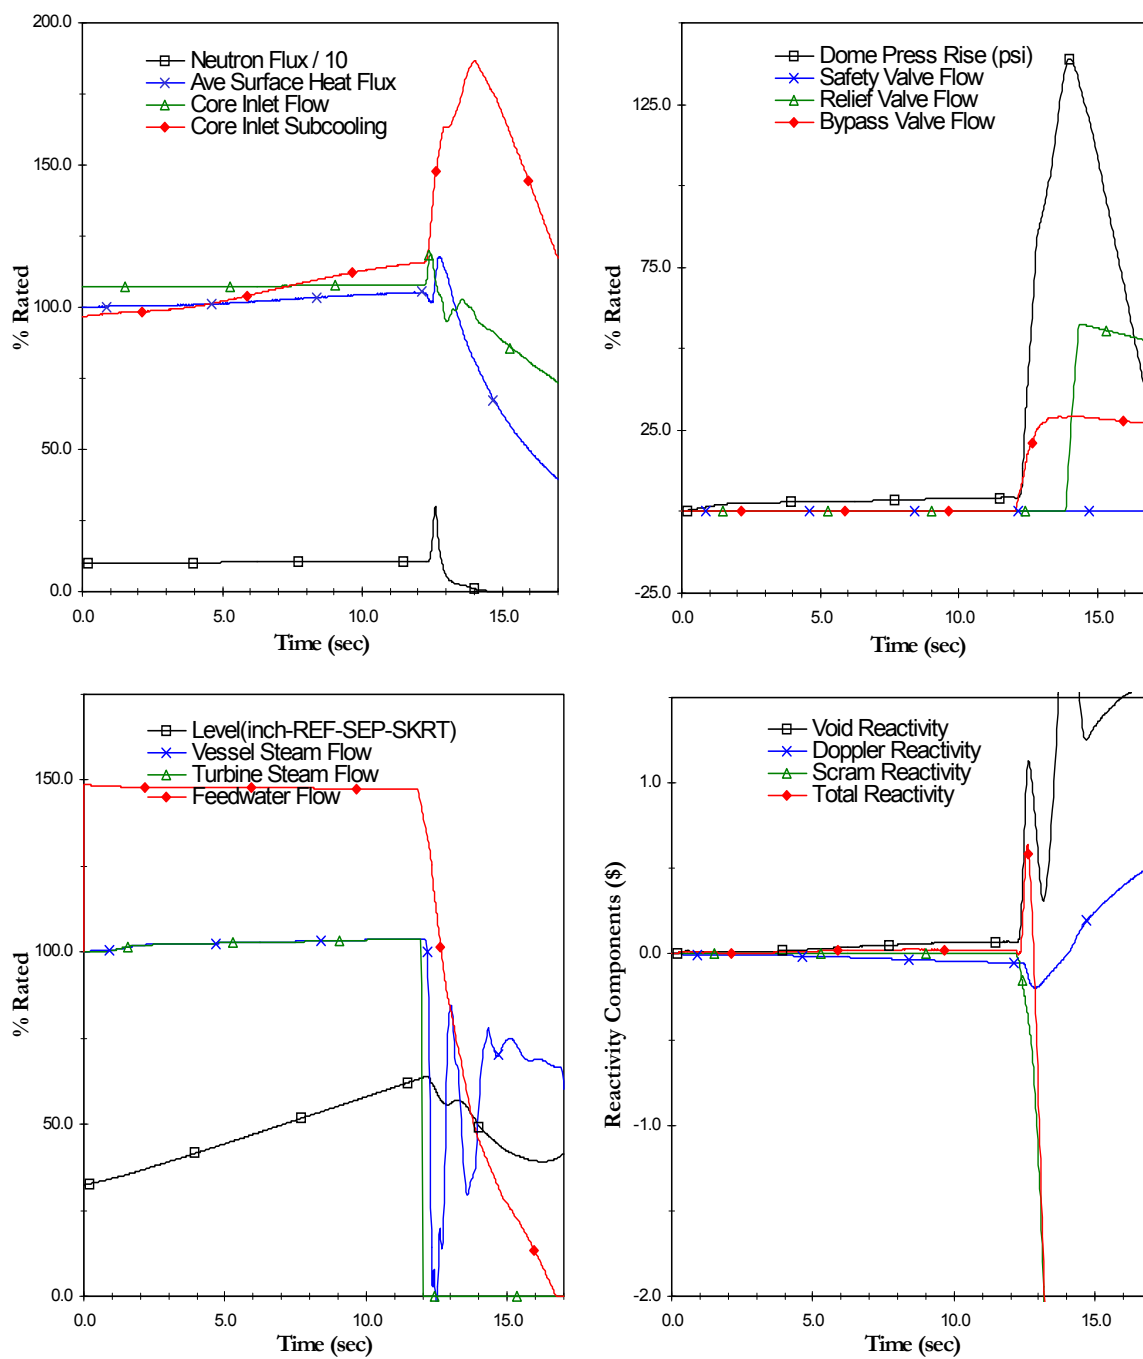 200.0
150.0
100.0
50.0
0.0
% Rated
Neutron Flux / 10
Ave Surface Heat Flux
Core Inlet Flow
Core Inlet Subcooling
0.0 5.0 10.0 15.0
Time (sec)
125.0
75.0
25.0
-25.0
% Rated
Dome Press Rise (psi)
Safety Valve Flow
Relief Valve Flow
Bypass Valve Flow
0.0 5.0 10.0 15.0
Time (sec)
150.0
100.0
50.0
0.0
% Rated
Level(inch-REF-SEP-SKRT)
Vessel Steam Flow
Turbine Steam Flow
Feedwater Flow
0.0 5.0 10.0 15.0
Time (sec)
1.0
0.0
-1.0
-2.0
Reactivity Components ($)
Void Reactivity
Doppler Reactivity
Scram Reactivity
Total Reactivity
0.0 5.0 10.0 15.0
Time (sec)